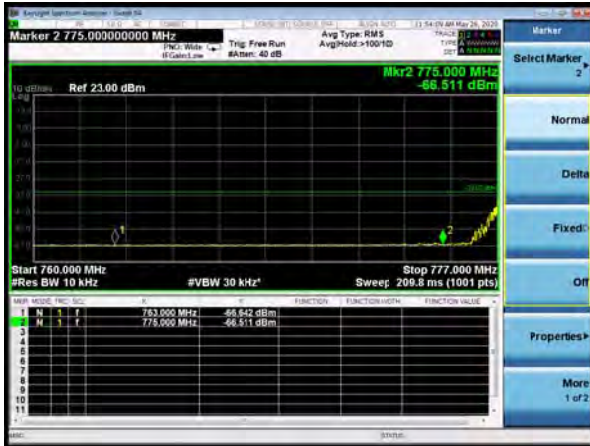 Keysight Spectrum Analyzer - Swept SA
11:54:09 AM May 26, 2020
Marker 2 775.000000000 MHz
PNO: Wide
IFGain:Low
Trig: Free Run
#Atten: 40 dB
Avg Type: RMS
Avg|Hold:>100/100
TRACE
TYPE
DET
Mkr2 775.000 MHz
-66.511 dBm
10 dB/div
Log
Ref 23.00 dBm
1
2
Start 760.000 MHz
Stop 777.000 MHz
#Res BW 10 kHz
#VBW 30 kHz*
Sweep 209.8 ms (1001 pts)
MKR MODE TRC SCL X Y FUNCTION FUNCTION WIDTH FUNCTION VALUE
1 N 1 f 763.000 MHz -66.642 dBm
2 N 1 f 775.000 MHz -66.511 dBm
3
4
5
6
7
8
9
10
11
MSG
STATUS
Marker
Select Marker
2
Normal
Delta
Fixed
Off
Properties
More
1 of 2